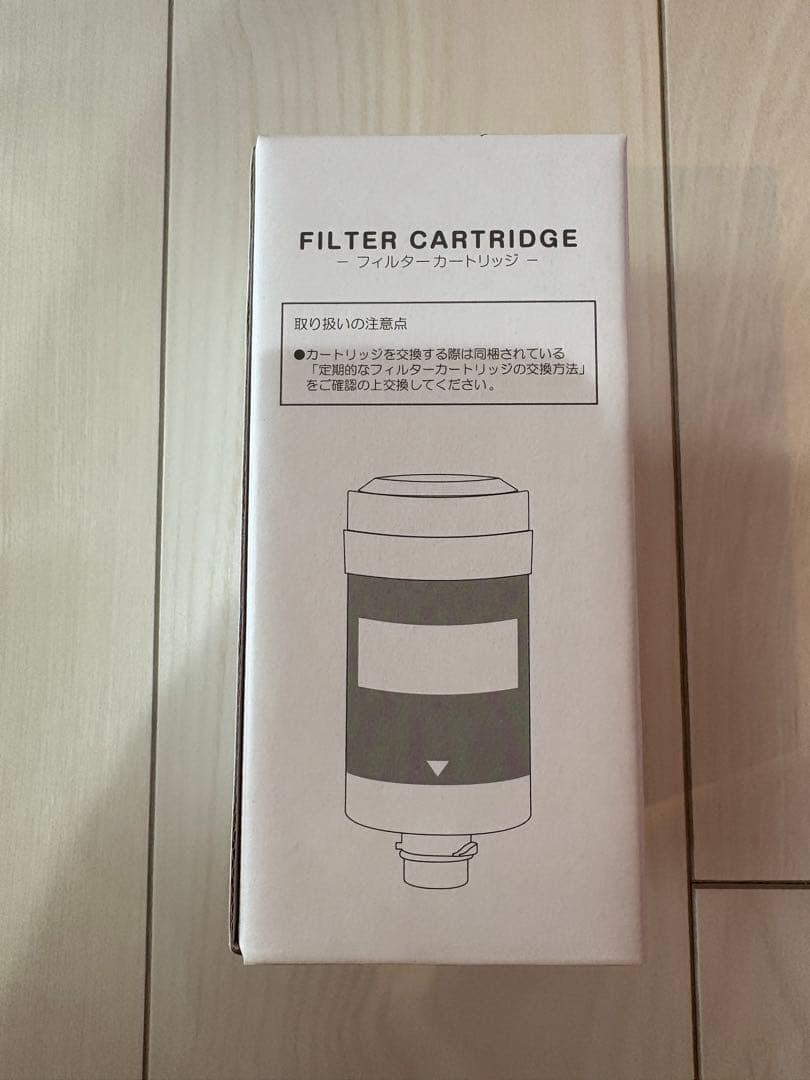 FILTER CARTRIDGE
− フィルターカートリッジ −
取り扱いの注意点
●カートリッジを交換する際は同梱されている
「定期的なフィルターカートリッジの交換方法」
をご確認の上交換してください。